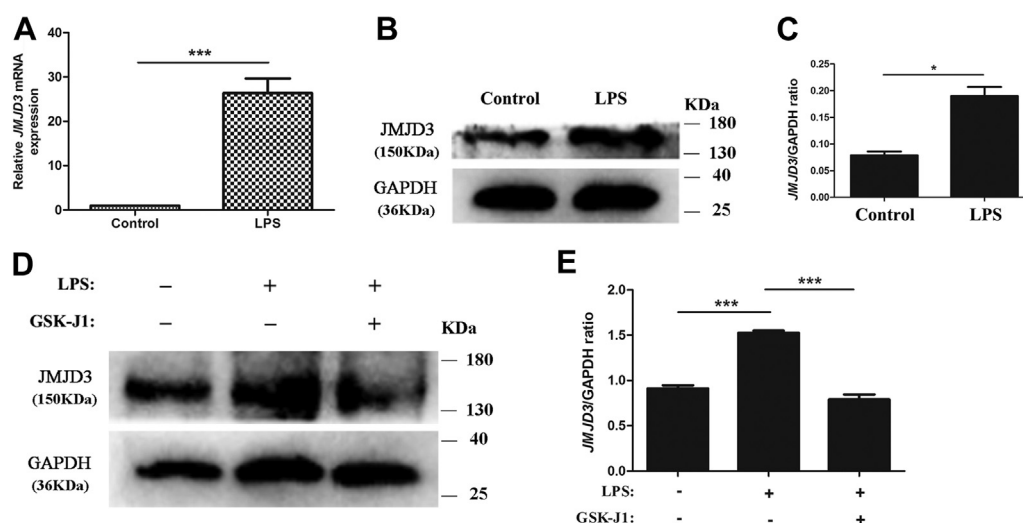 A
Relative JMJD3 mRNA
expression
40
30
20
10
0
***
Control
LPS
B
Control LPS
KDa
JMJD3
(150KDa)
— 180
— 130
GAPDH
(36KDa)
— 40
— 25
C
JMJD3/GAPDH ratio
0.25
0.20
0.15
0.10
0.05
0.00
*
Control
LPS
D
LPS: – + +
GSK-J1: – – +
KDa
JMJD3
(150KDa)
— 180
— 130
GAPDH
(36KDa)
— 40
— 25
E
JMJD3/GAPDH ratio
2.0
1.5
1.0
0.5
0.0
***
***
LPS: - + +
GSK-J1: - - +